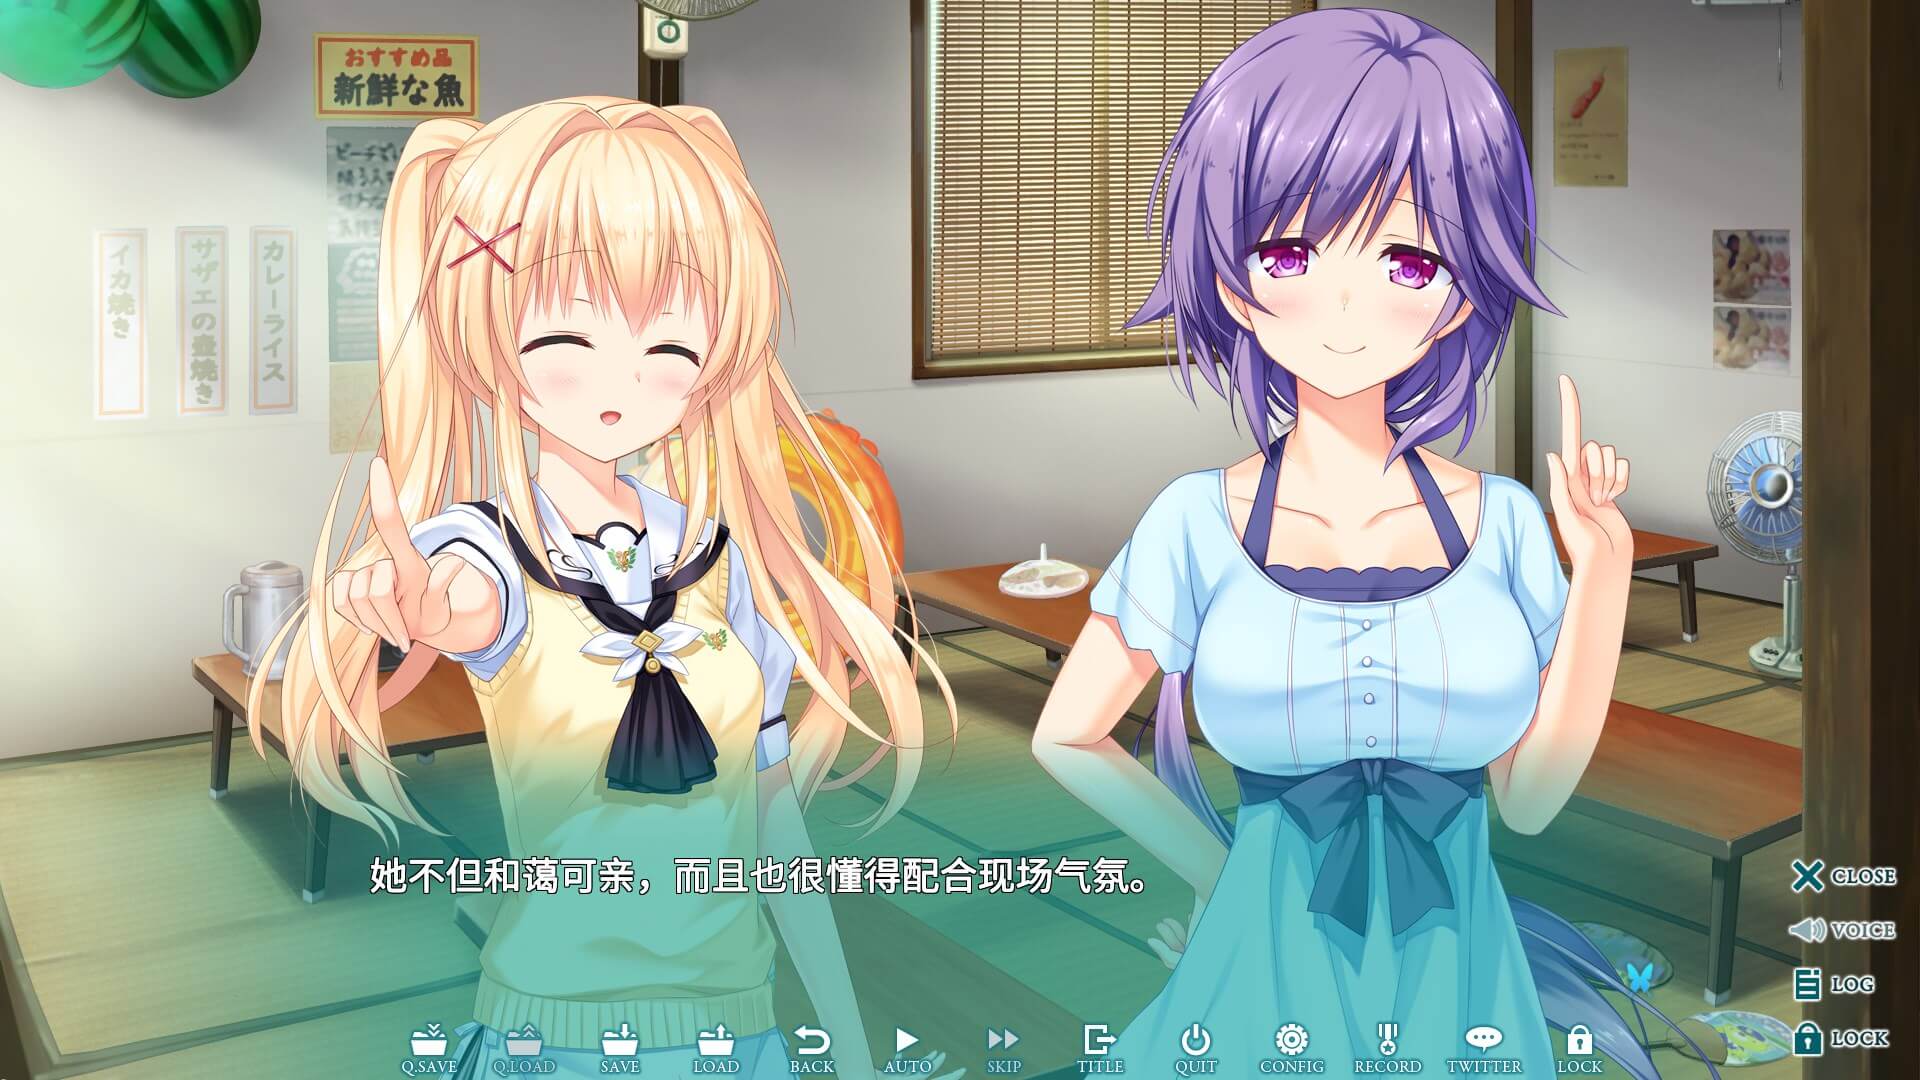 おすすめ品
新鮮な魚
イカ焼き
サザエの壺焼き
カレーライス
她不但和蔼可亲，而且也很懂得配合现场气氛。
CLOSE
VOICE
LOG
LOCK
Q.SAVE
Q.LOAD
SAVE
LOAD
BACK
AUTO
SKIP
TITLE
QUIT
CONFIG
RECORD
TWITTER
LOCK